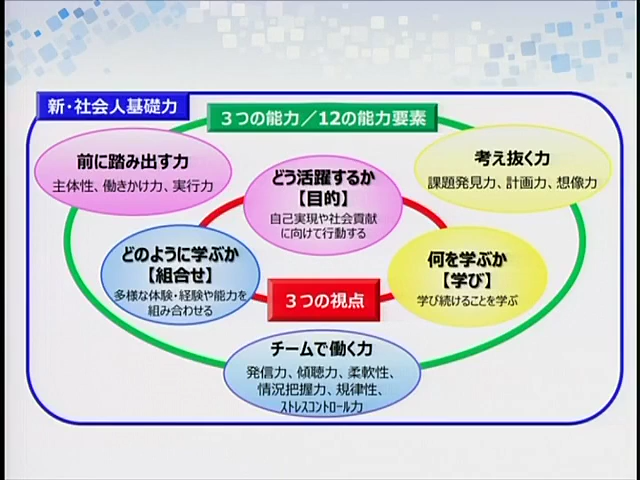 新・社会人基礎力
3つの能力／12の能力要素
前に踏み出す力
主体性、働きかけ力、実行力
考え抜く力
課題発見力、計画力、想像力
どう活躍するか
【目的】
自己実現や社会貢献
に向けて行動する
どのように学ぶか
【組合せ】
多様な体験・経験や能力を
組み合わせる
何を学ぶか
【学び】
学び続けることを学ぶ
3つの視点
チームで働く力
発信力、傾聴力、柔軟性、
情況把握力、規律性、
ストレスコントロール力